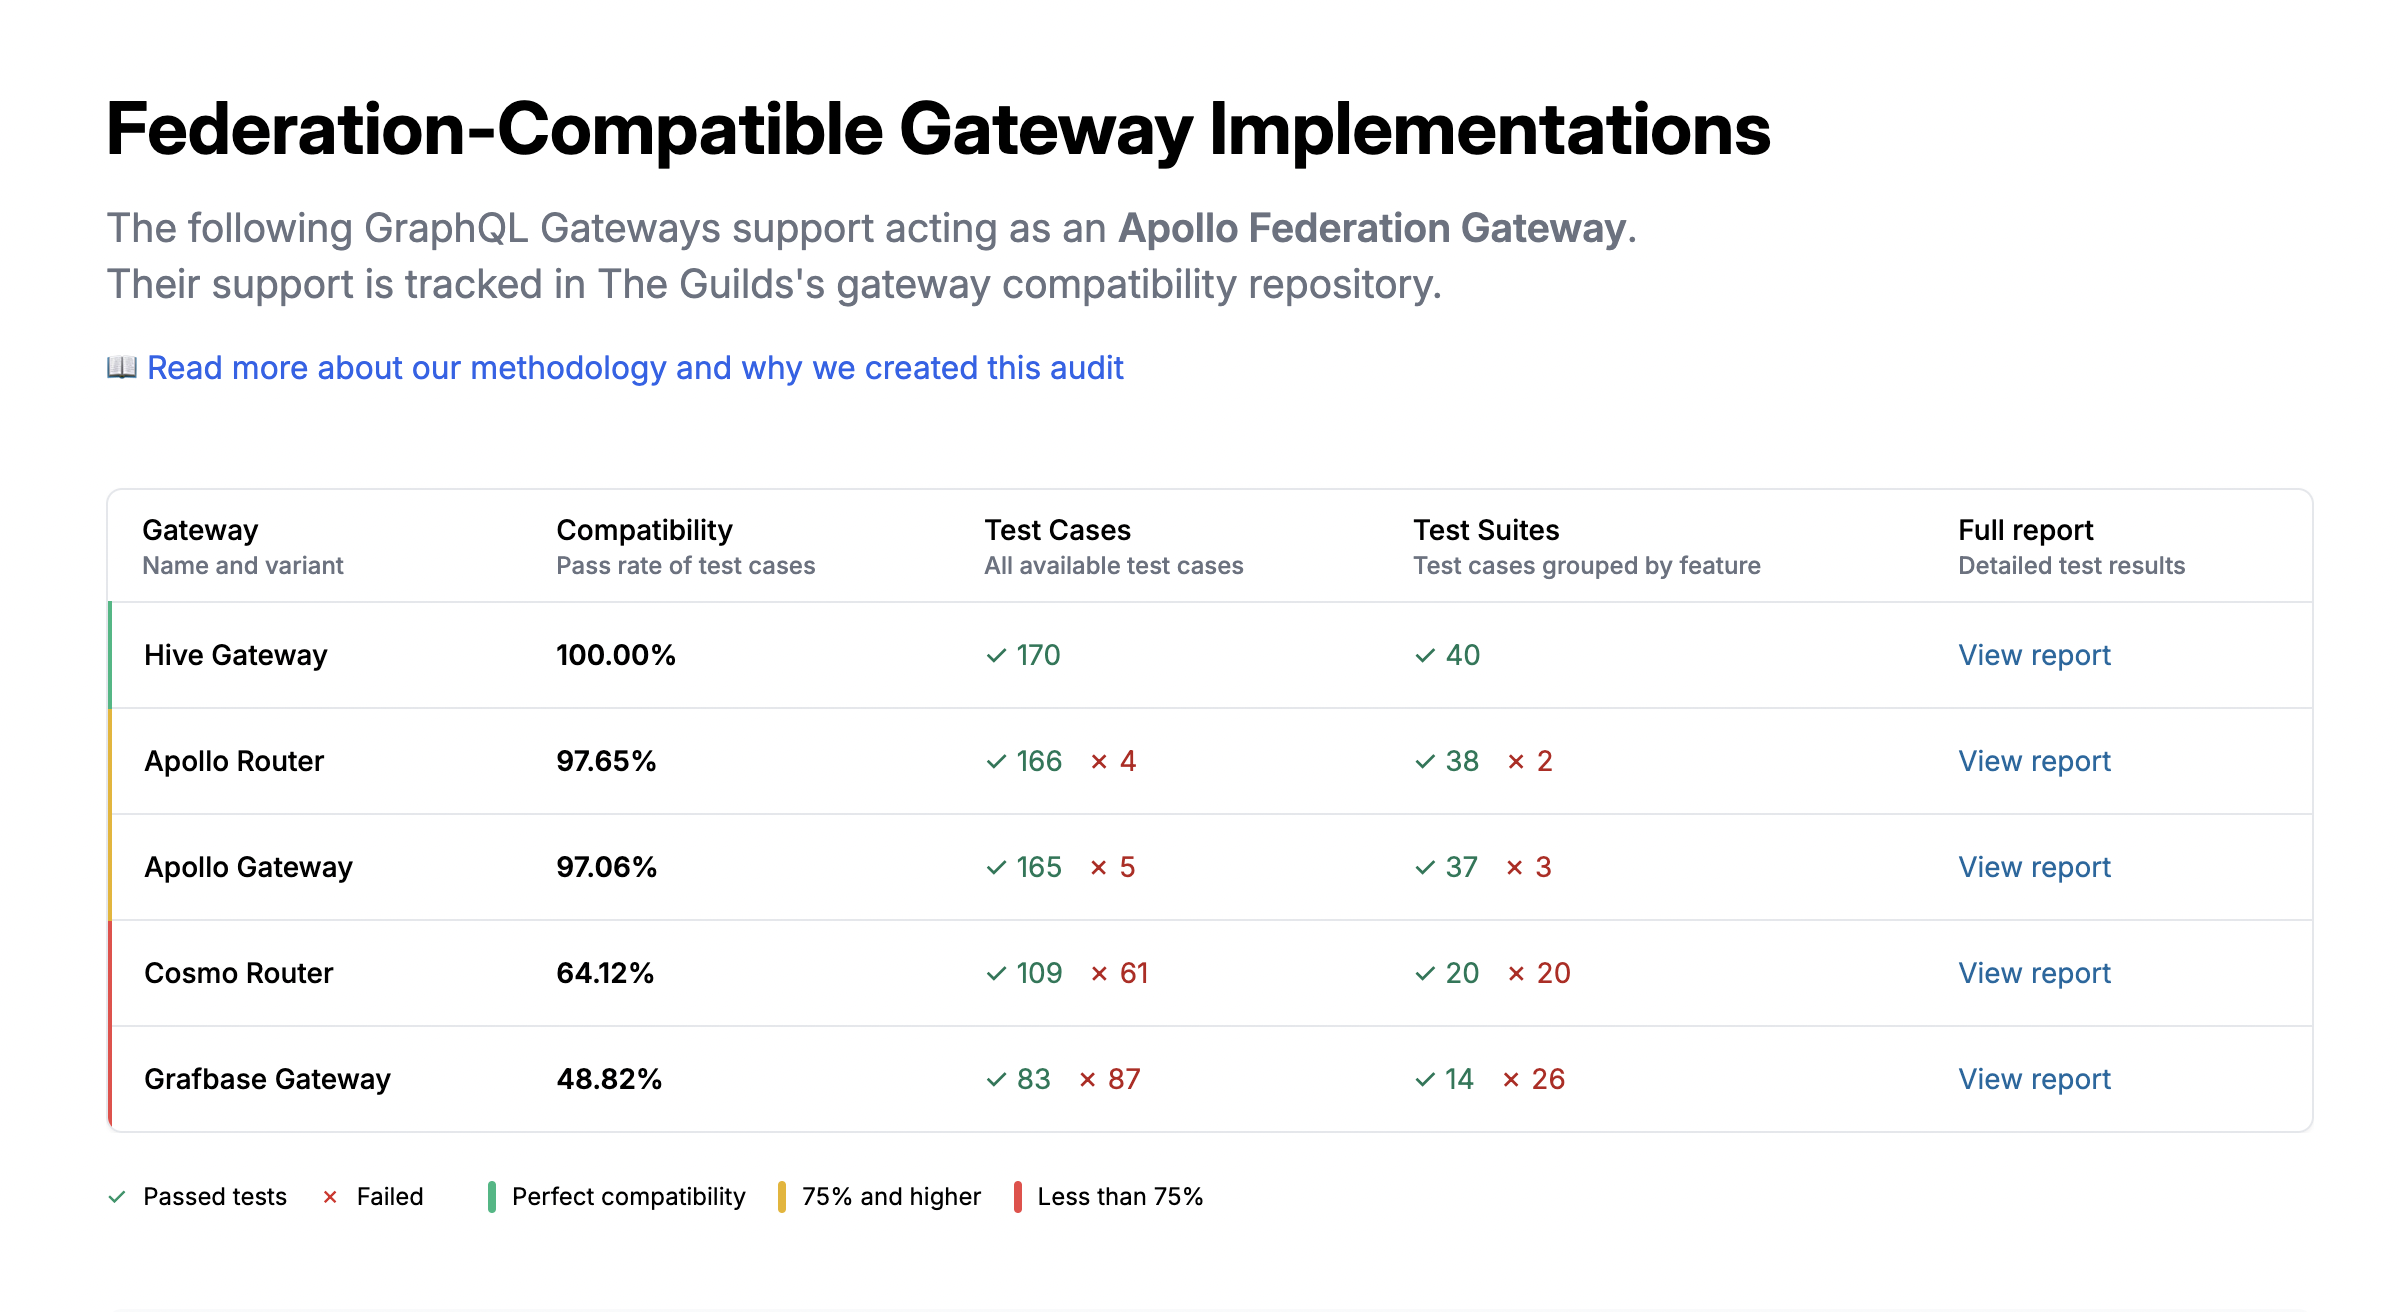 Federation-Compatible Gateway Implementations
The following GraphQL Gateways support acting as an Apollo Federation Gateway.
Their support is tracked in The Guilds's gateway compatibility repository.
📖 Read more about our methodology and why we created this audit
Gateway Compatibility Test Cases Test Suites Full report
Name and variant Pass rate of test cases All available test cases Test cases grouped by feature Detailed test results
Hive Gateway 100.00% ✓ 170 ✓ 40 View report
Apollo Router 97.65% ✓ 166 × 4 ✓ 38 × 2 View report
Apollo Gateway 97.06% ✓ 165 × 5 ✓ 37 × 3 View report
Cosmo Router 64.12% ✓ 109 × 61 ✓ 20 × 20 View report
Grafbase Gateway 48.82% ✓ 83 × 87 ✓ 14 × 26 View report
✓ Passed tests × Failed Perfect compatibility 75% and higher Less than 75%